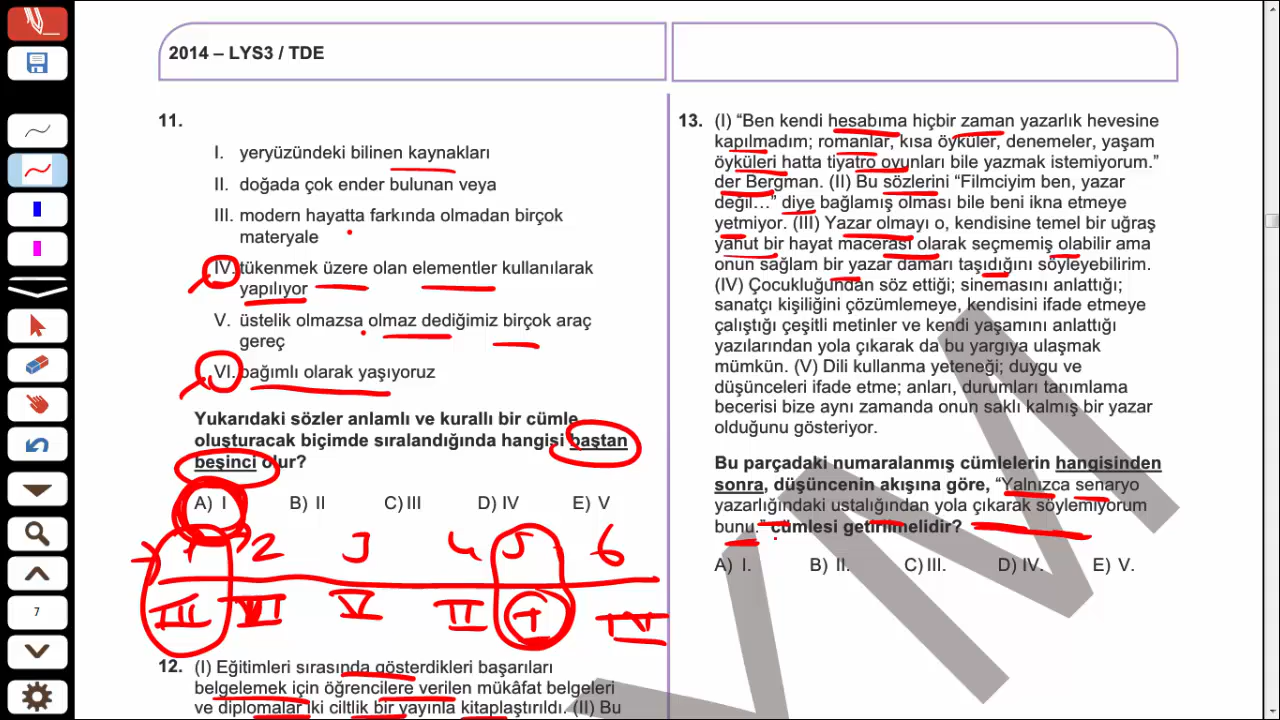 2014 – LYS3 / TDE
11.
I. yeryüzündeki bilinen kaynakları
II. doğada çok ender bulunan veya
III. modern hayatta farkında olmadan birçok
materyale
IV. tükenmek üzere olan elementler kullanılarak
yapılıyor
V. üstelik olmazsa olmaz dediğimiz birçok araç
gereç
VI. bağımlı olarak yaşıyoruz
Yukarıdaki sözler anlamlı ve kurallı bir cümle
oluşturacak biçimde sıralandığında hangisi baştan
beşinci olur?
A) I B) II C) III D) IV E) V
1 2 3 4 5 6
III VI V II I IV
12. (I) Eğitimleri sırasında gösterdikleri başarıları
belgelemek için öğrencilere verilen mükâfat belgeleri
ve diplomalar iki ciltlik bir yayınla kitaplaştırıldı. (II) Bu
13. (I) “Ben kendi hesabıma hiçbir zaman yazarlık hevesine
kapılmadım; romanlar, kısa öyküler, denemeler, yaşam
öyküleri hatta tiyatro oyunları bile yazmak istemiyorum.”
der Bergman. (II) Bu sözlerini “Filmciyim ben, yazar
değil...” diye bağlamış olması bile beni ikna etmeye
yetmiyor. (III) Yazar olmayı o, kendisine temel bir uğraş
yahut bir hayat macerası olarak seçmemiş olabilir ama
onun sağlam bir yazar damarı taşıdığını söyleyebilirim.
(IV) Çocukluğundan söz ettiği; sinemasını anlattığı;
sanatçı kişiliğini çözümlemeye, kendisini ifade etmeye
çalıştığı çeşitli metinler ve kendi yaşamını anlattığı
yazılarından yola çıkarak da bu yargıya ulaşmak
mümkün. (V) Dili kullanma yeteneği; duygu ve
düşünceleri ifade etme; anları, durumları tanımlama
becerisi bize aynı zamanda onun saklı kalmış bir yazar
olduğunu gösteriyor.
Bu parçadaki numaralanmış cümlelerin hangisinden
sonra, düşüncenin akışına göre, “Yalnızca senaryo
yazarlığındaki ustalığından yola çıkarak söylemiyorum
bunu.” cümlesi getirilmelidir?
A) I. B) II. C) III. D) IV. E) V.
7